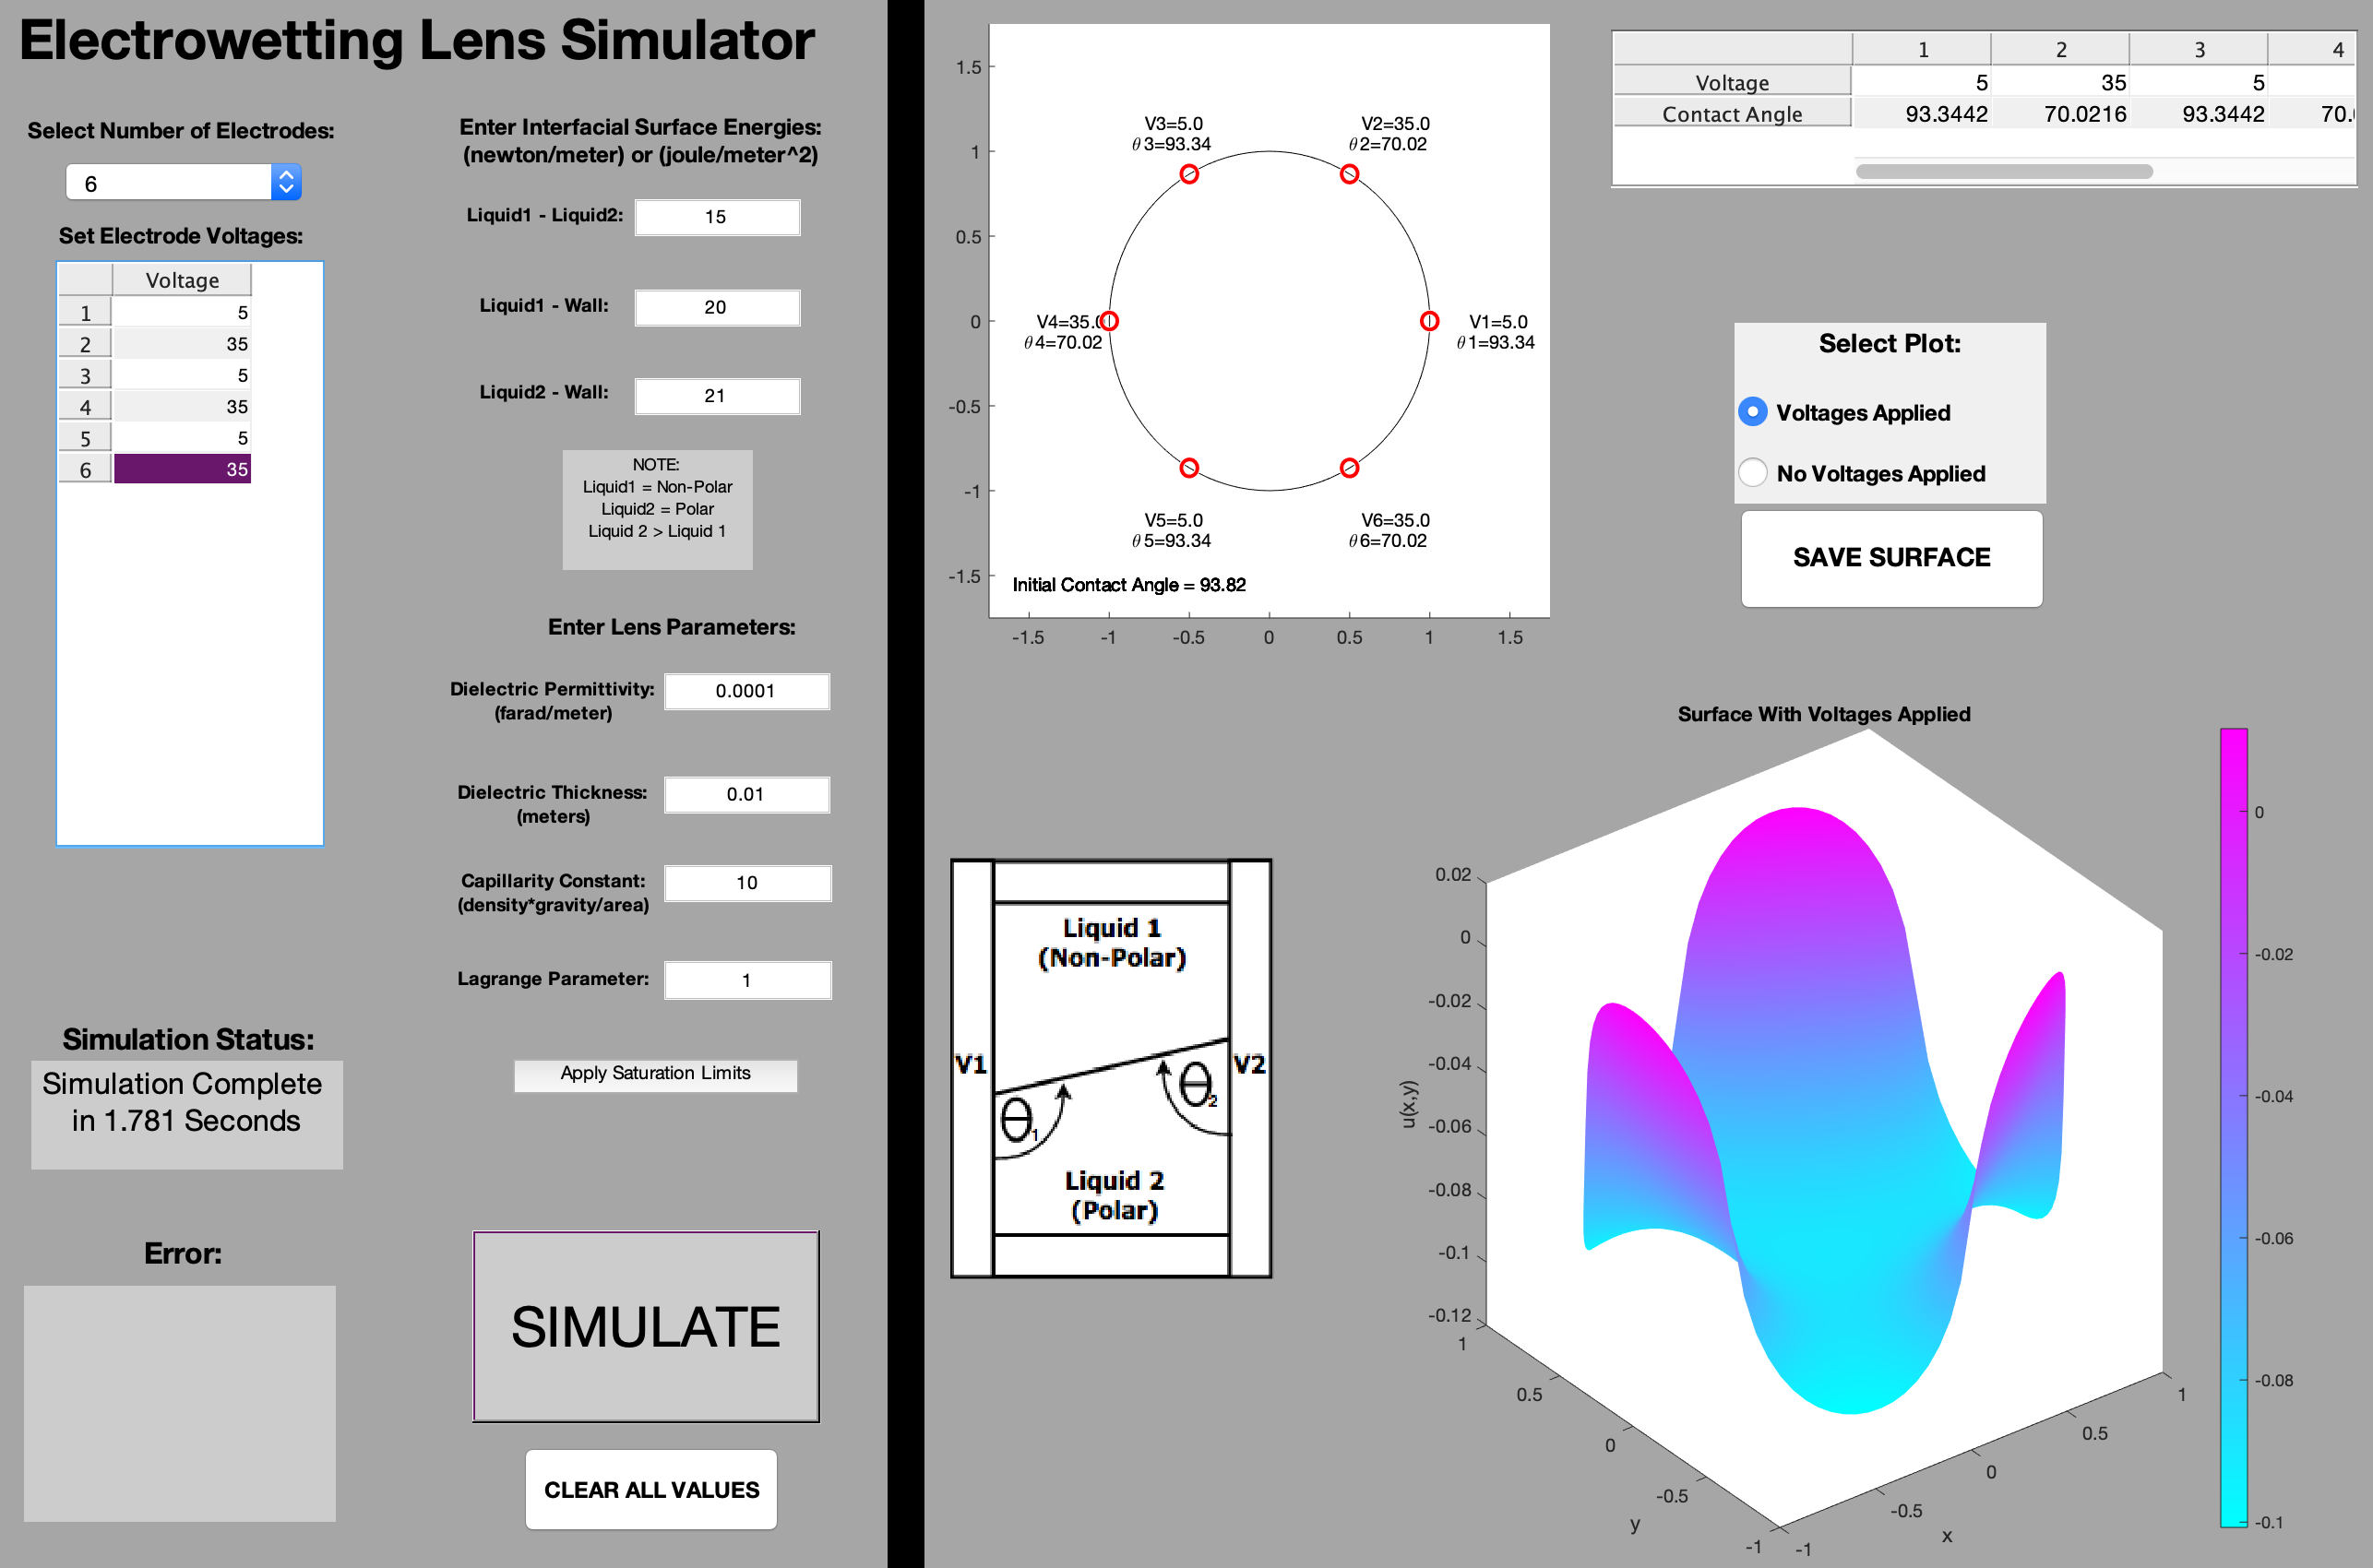 Electrowetting Lens Simulator
Select Number of Electrodes:
6
Set Electrode Voltages:
Voltage
1 5
2 35
3 5
4 35
5 5
6 35
Simulation Status:
Simulation Complete
in 1.781 Seconds
Error:
Enter Interfacial Surface Energies:
(newton/meter) or (joule/meter^2)
Liquid1 - Liquid2: 15
Liquid1 - Wall: 20
Liquid2 - Wall: 21
NOTE:
Liquid1 = Non-Polar
Liquid2 = Polar
Liquid 2 > Liquid 1
Enter Lens Parameters:
Dielectric Permittivity: 0.0001
(farad/meter)
Dielectric Thickness: 0.01
(meters)
Capillarity Constant: 10
(density*gravity/area)
Lagrange Parameter: 1
Apply Saturation Limits
SIMULATE
CLEAR ALL VALUES
1.5
1
0.5
0
-0.5
-1
-1.5
V3=5.0 V2=35.0
θ3=93.34 θ2=70.02
V4=35.0 V1=5.0
θ4=70.02 θ1=93.34
V5=5.0 V6=35.0
θ5=93.34 θ6=70.02
Initial Contact Angle = 93.82
-1.5 -1 -0.5 0 0.5 1 1.5
1 2 3 4
Voltage 5 35 5
Contact Angle 93.3442 70.0216 93.3442 70.
Select Plot:
Voltages Applied
No Voltages Applied
SAVE SURFACE
Liquid 1
(Non-Polar)
V1 V2
θ1 θ2
Liquid 2
(Polar)
Surface With Voltages Applied
u(x,y)
0.02
0
-0.02
-0.04
-0.06
-0.08
-0.1
-0.12
1
0.5
0
-0.5
-1
y
-1
-0.5
0
0.5
1
x
0
-0.02
-0.04
-0.06
-0.08
-0.1